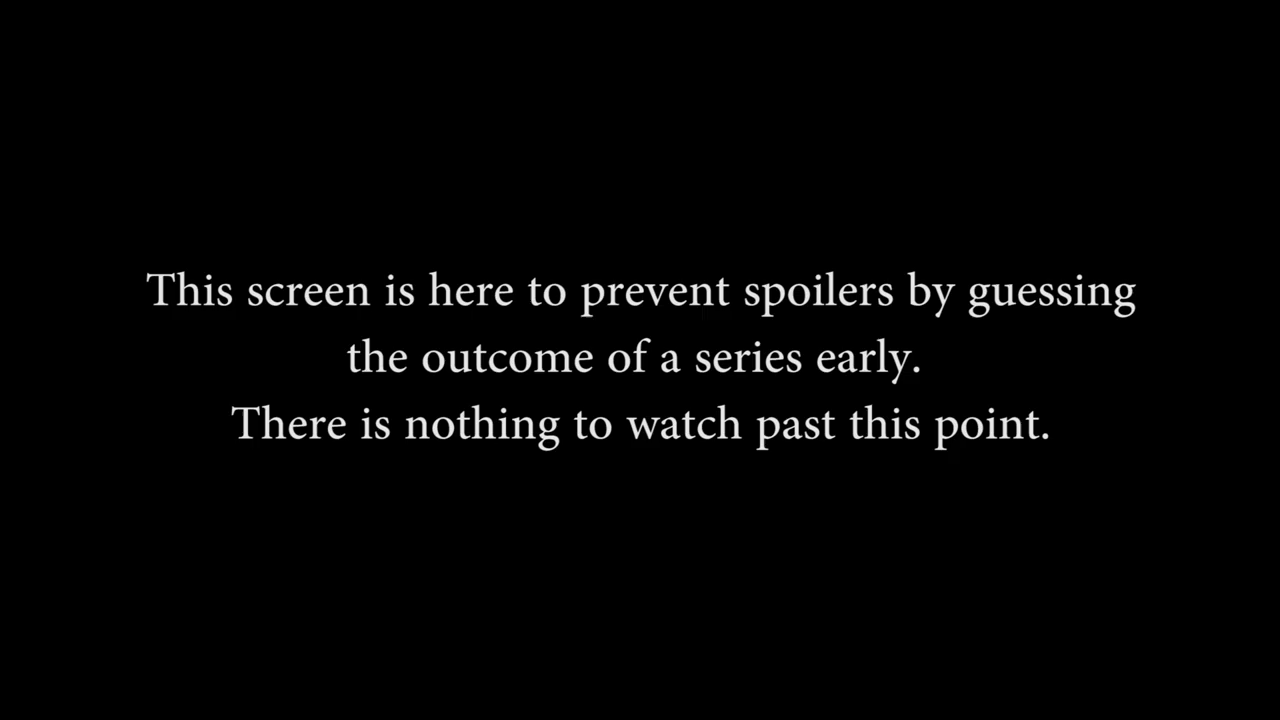 This screen is here to prevent spoilers by guessing
the outcome of a series early.
There is nothing to watch past this point.